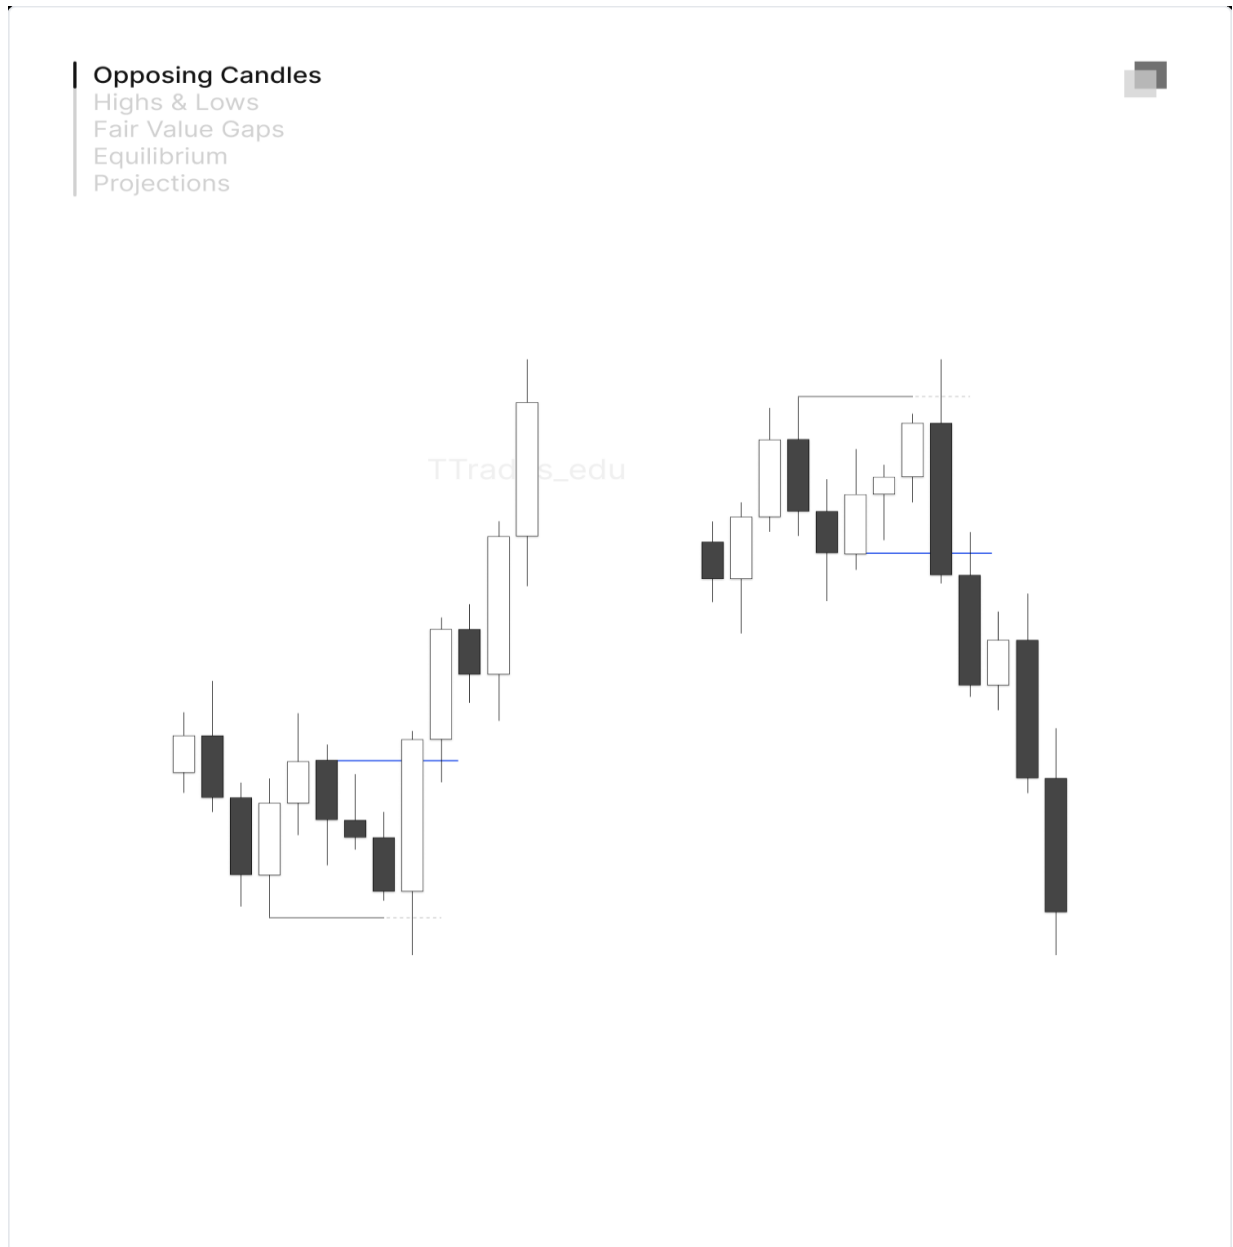 Opposing Candles
Highs & Lows
Fair Value Gaps
Equilibrium
Projections